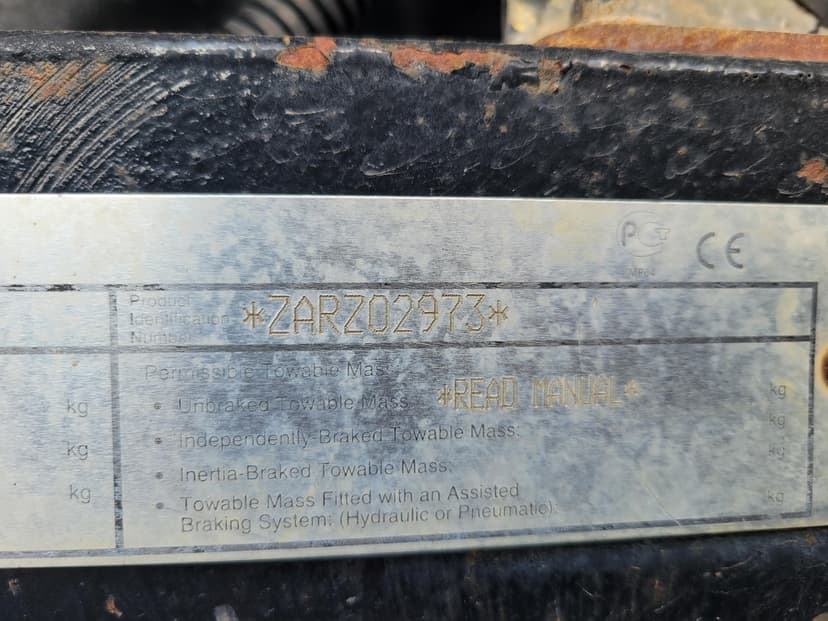 CE
Product
Identification
Number
*ZARZ02973*
Permissible Towable Mass
kg
• Unbraked Towable Mass *READ MANUAL* kg
• Independently-Braked Towable Mass: kg
kg
• Inertia-Braked Towable Mass: kg
kg
• Towable Mass Fitted with an Assisted
Braking System: (Hydraulic or Pneumatic): kg